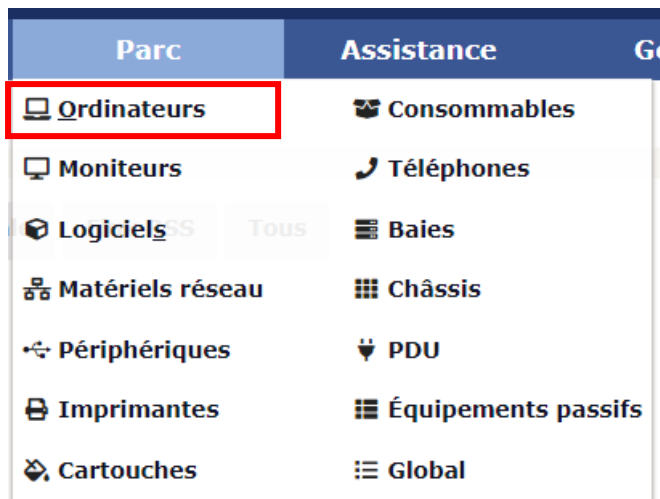 Parc Assistance
Ordinateurs Consommables
Moniteurs Téléphones
Logiciels SS Tous Baies
Matériels réseau Châssis
Périphériques PDU
Imprimantes Équipements passifs
Cartouches Global